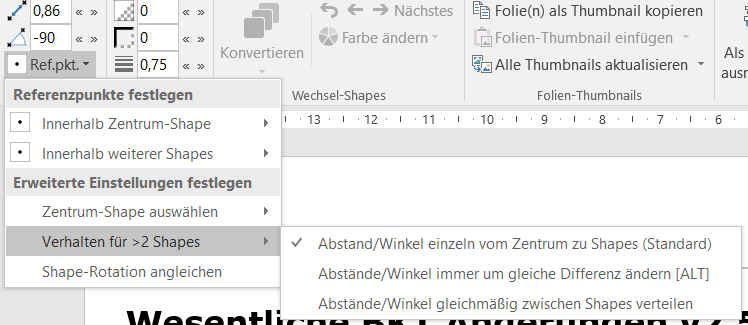 0,86 « »
0 « »
Nächstes
Folie(n) als Thumbnail kopieren
-90 « »
0 « »
Konvertieren
Farbe ändern
Folien-Thumbnail einfügen
Als
Ref.pkt.
0,75 « »
Alle Thumbnails aktualisieren
Wechsel-Shapes
Folien-Thumbnails
Referenzpunkte festlegen
Innerhalb Zentrum-Shape
13 12 11 10 9 8 7 6
Innerhalb weiterer Shapes
Erweiterte Einstellungen festlegen
Zentrum-Shape auswählen
Verhalten für >2 Shapes
Abstand/Winkel einzeln vom Zentrum zu Shapes (Standard)
Shape-Rotation angleichen
Abstände/Winkel immer um gleiche Differenz ändern [ALT]
Abstände/Winkel gleichmäßig zwischen Shapes verteilen
Wesentliche BKT Änderungen